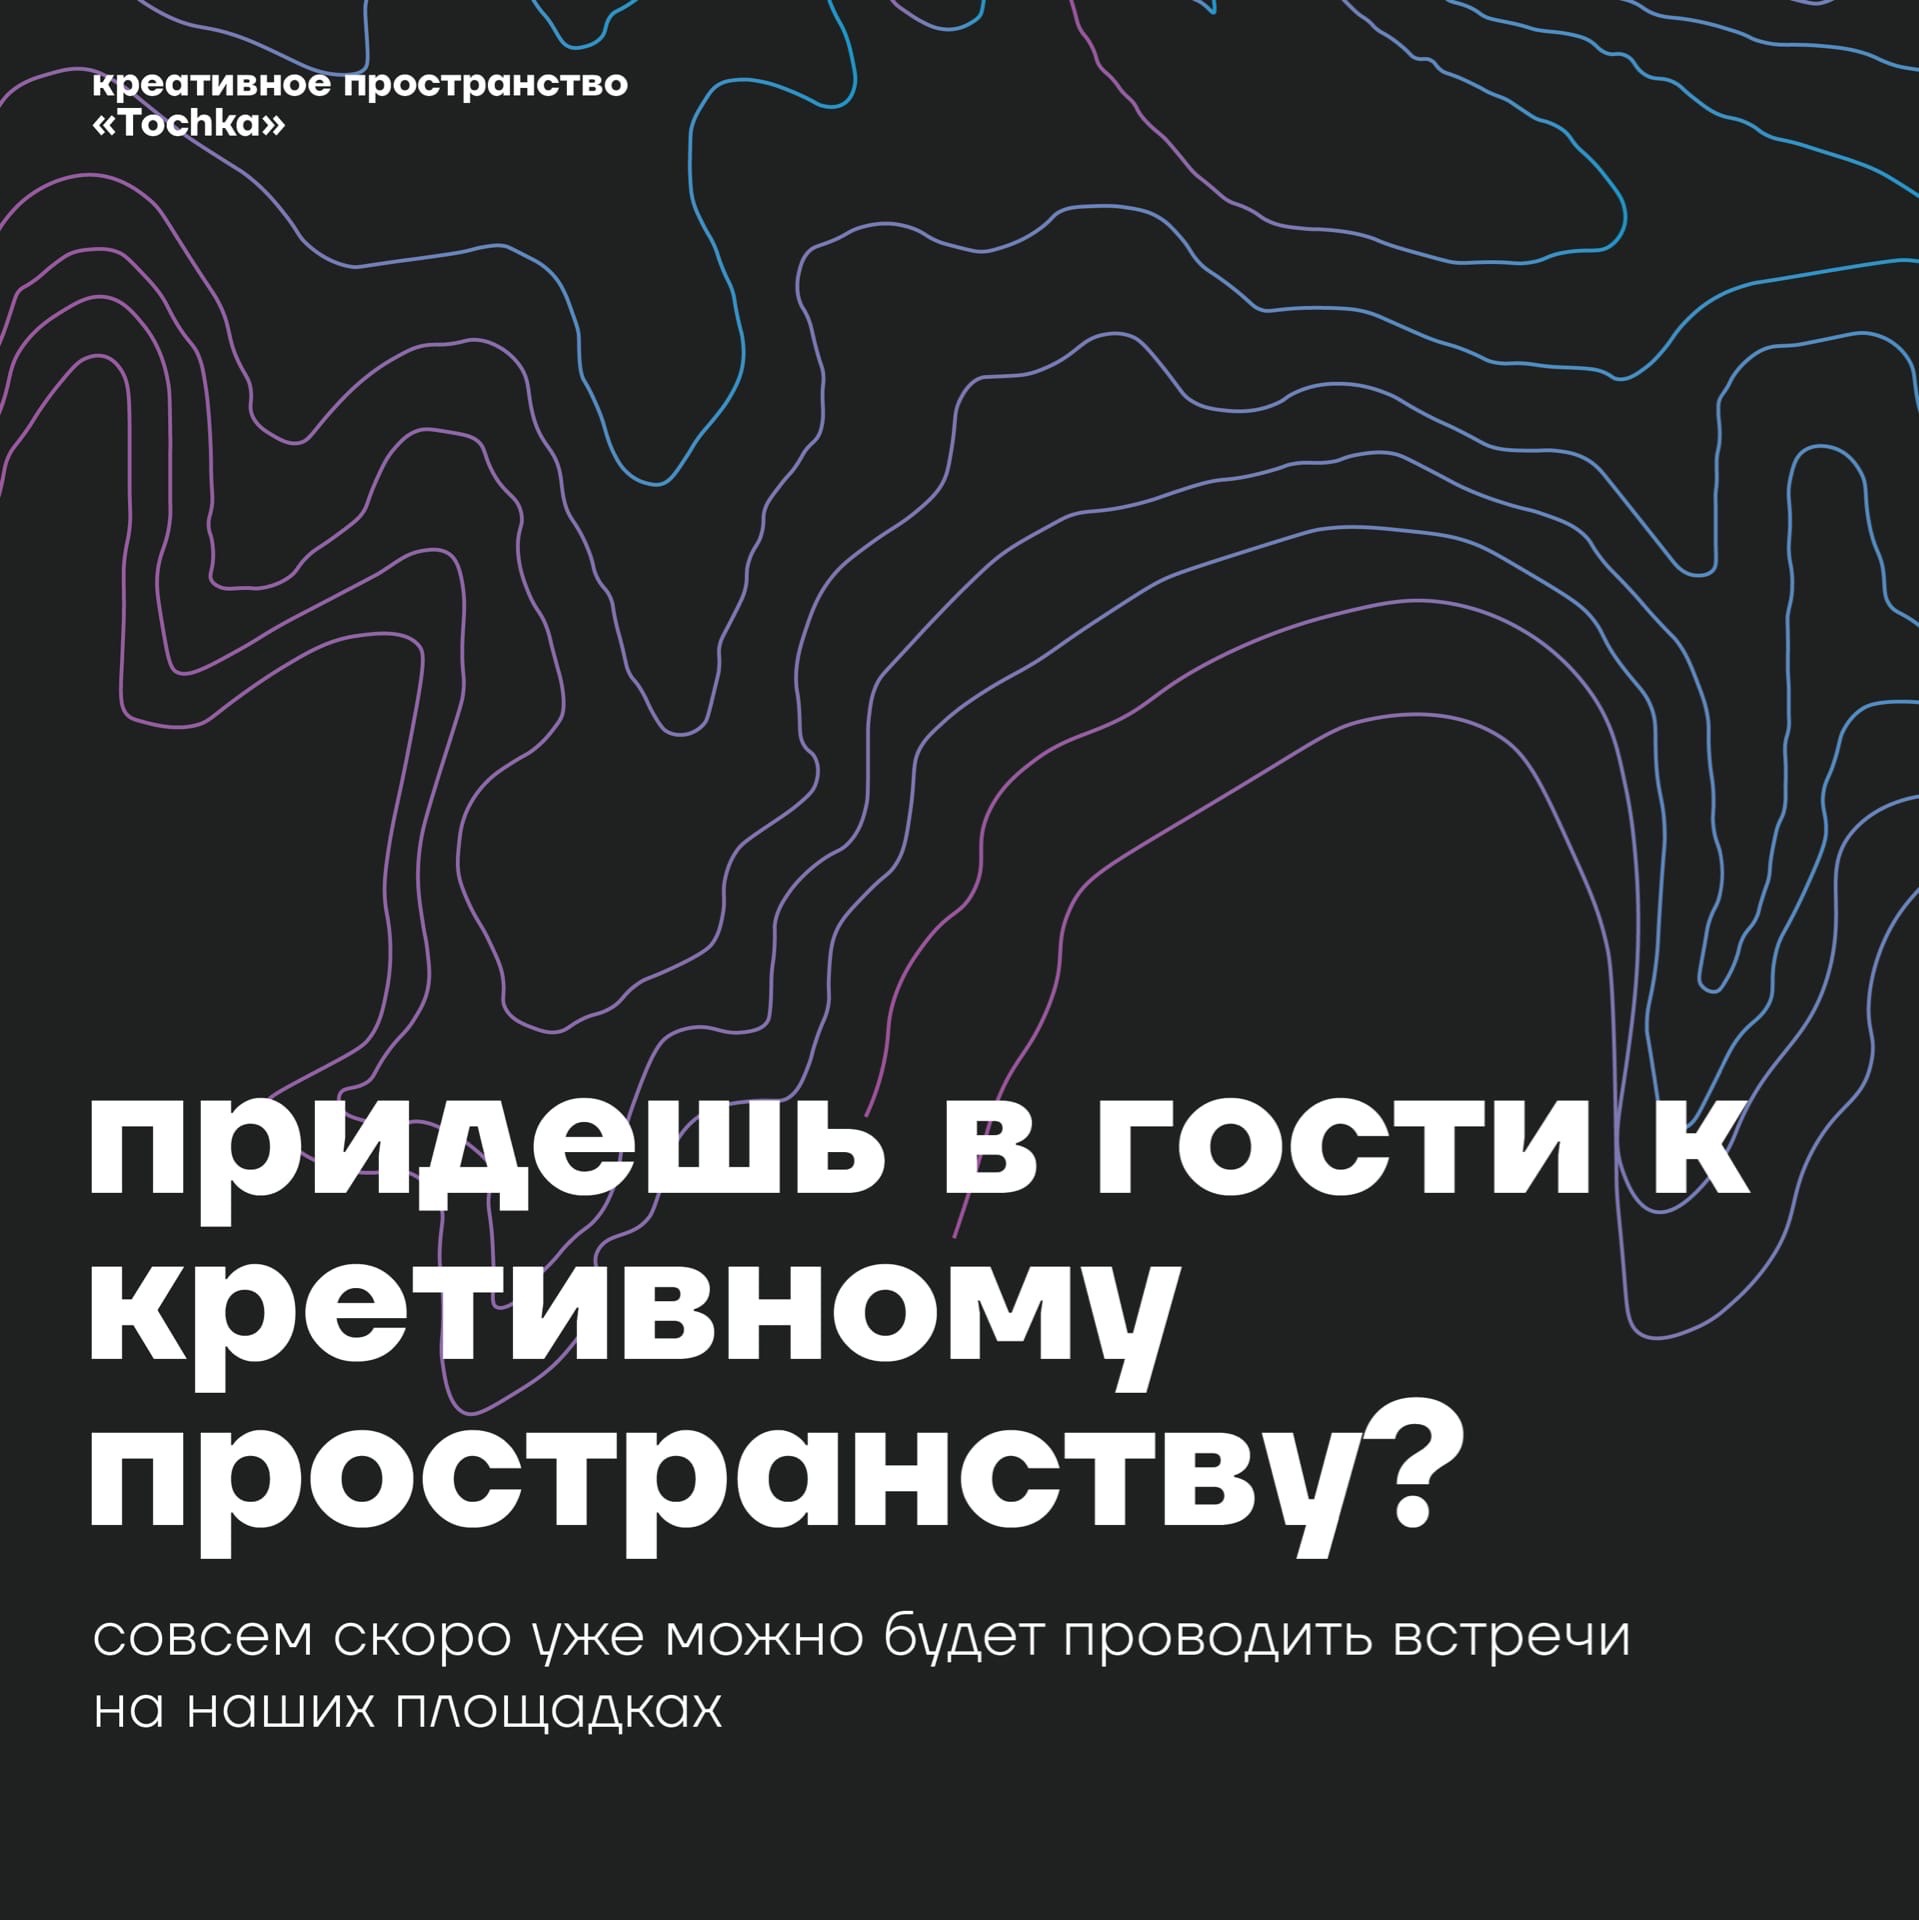 креативное пространство
«Tochka»
придешь в гости к
кретивному
пространству?
совсем скоро уже можно будет проводить встречи
на наших площадках